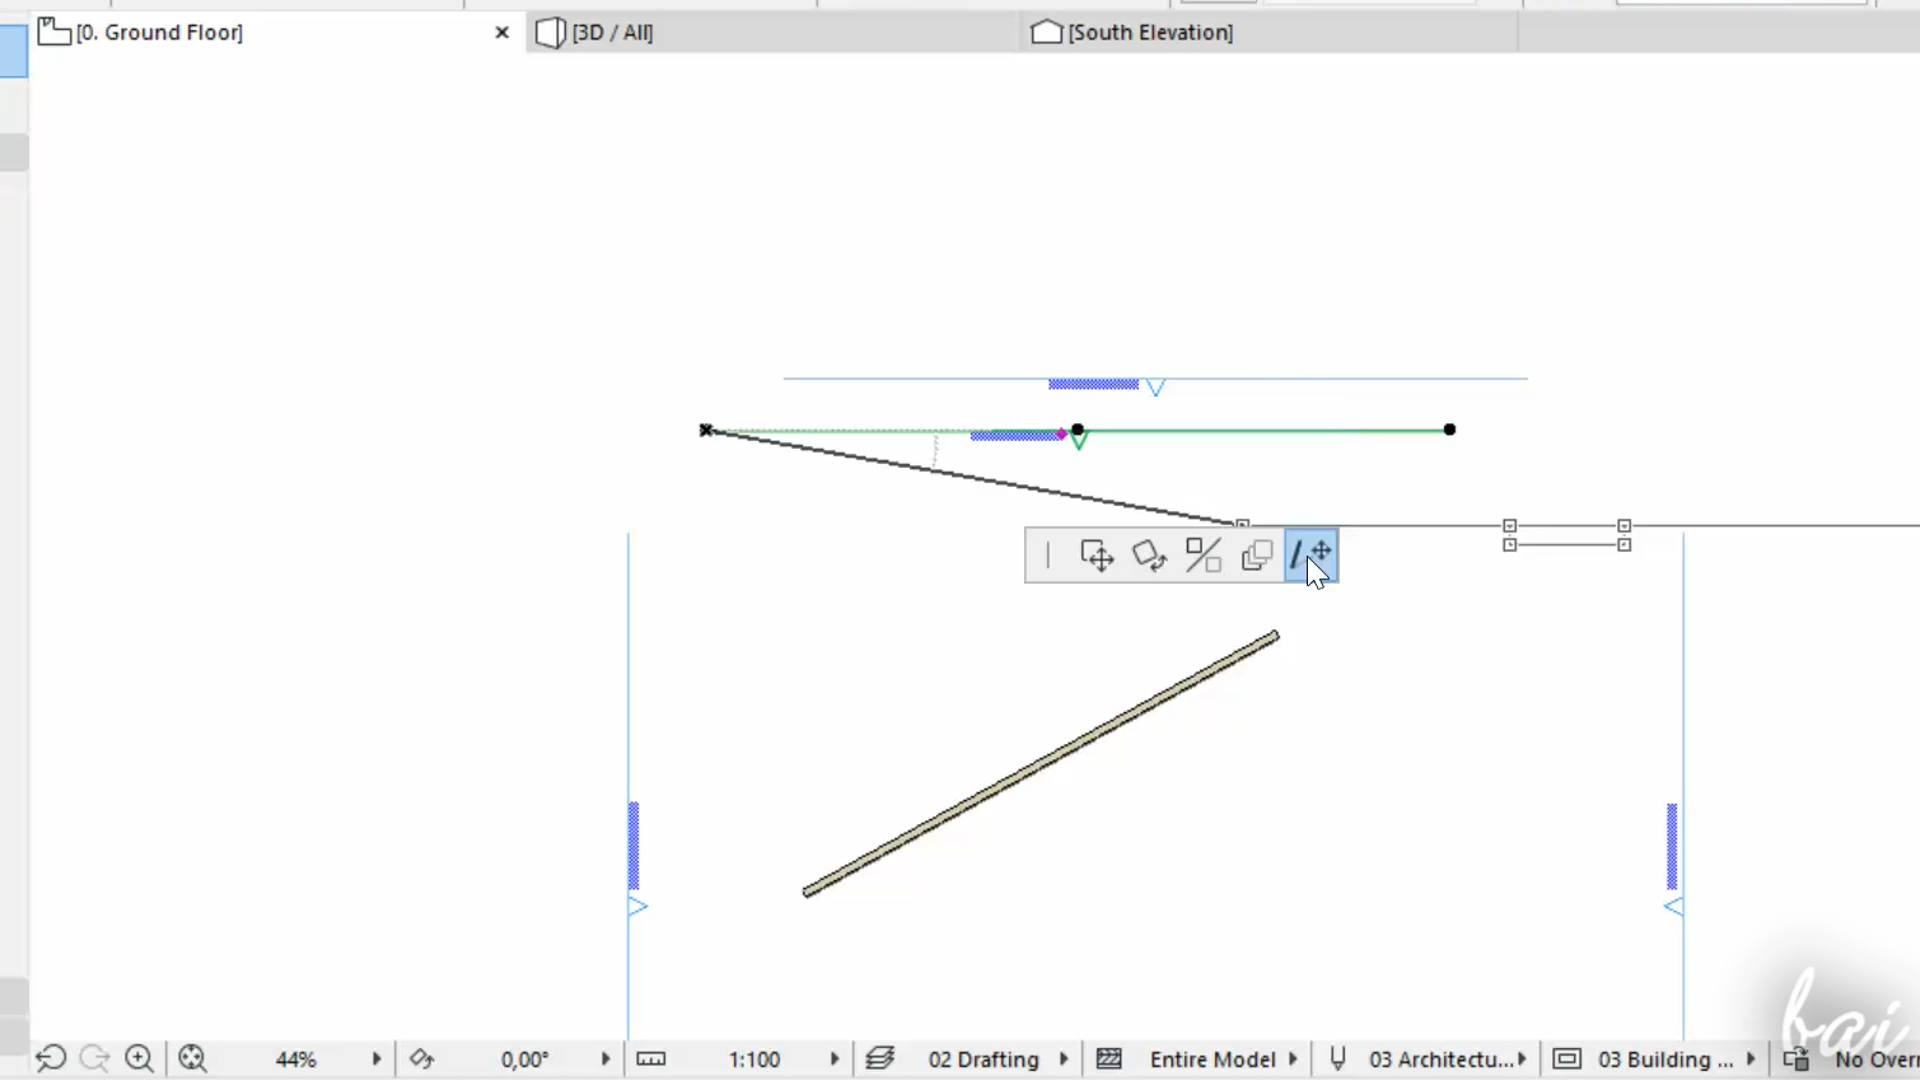 [0. Ground Floor]
[3D / All]
[South Elevation]
44%
0,00°
1:100
02 Drafting
Entire Model
03 Architectu...
03 Building ...
No Overr
bai